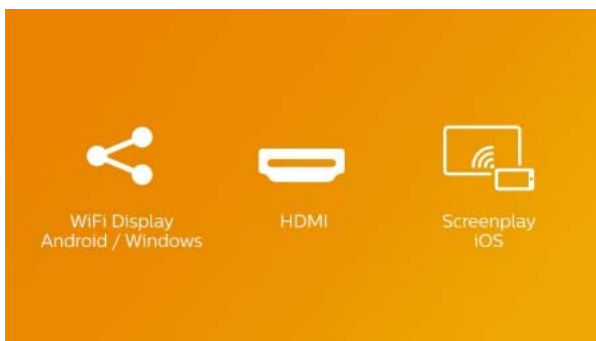 WiFi Display
Android / Windows
HDMI
Screenplay
iOS